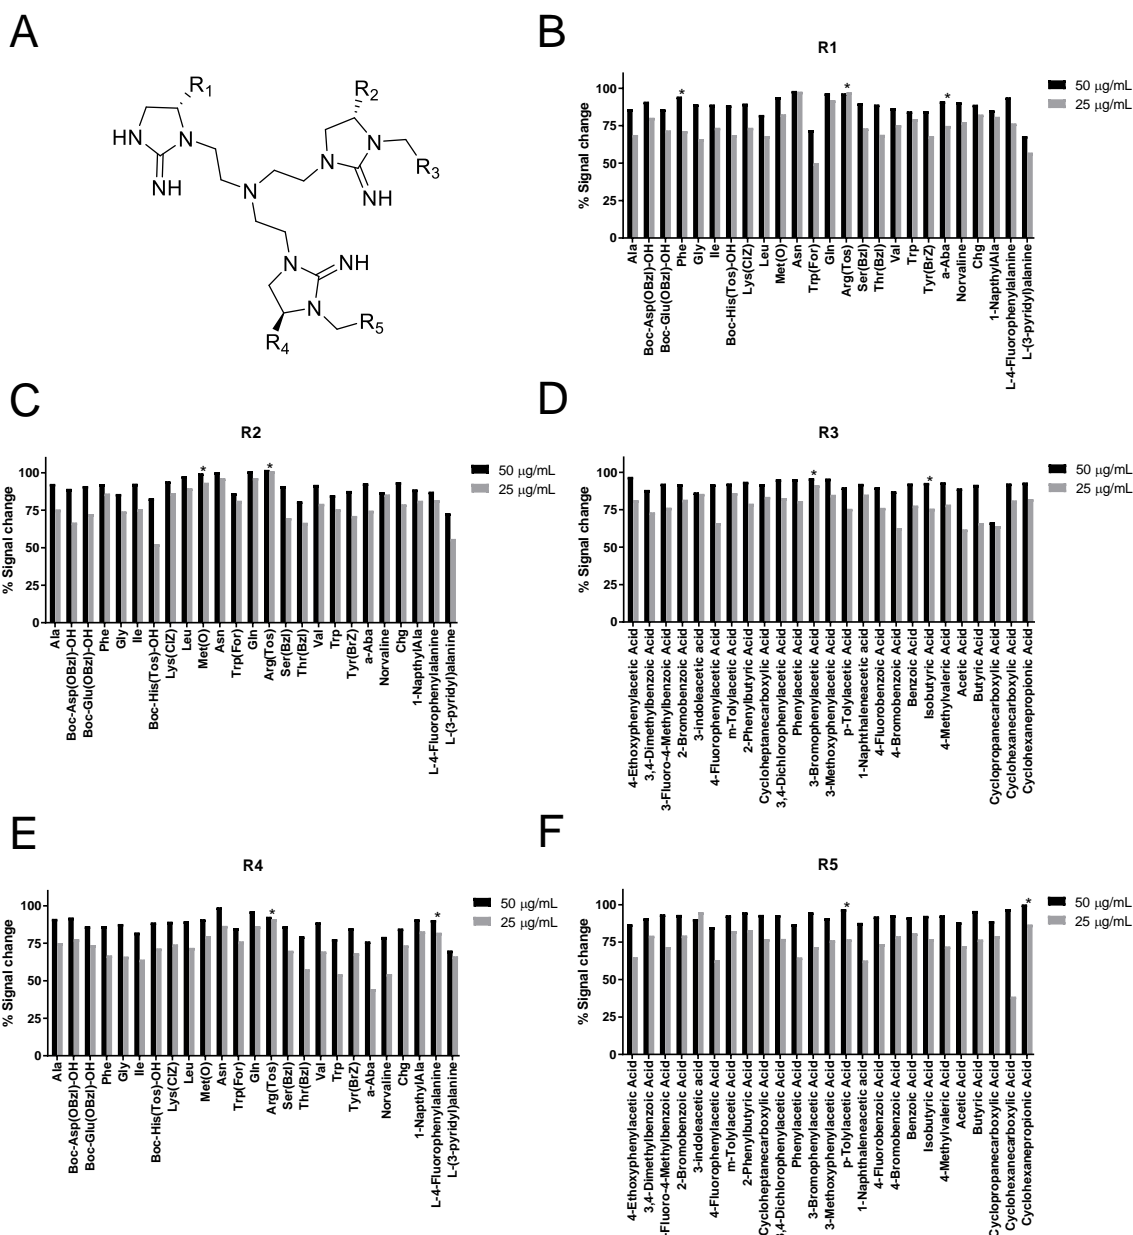 A
R1
R2
HN
N
NH
N
N
R3
NH
N
N
NH
N
R5
R4
B
R1
% Signal change
100
75
50
25
0
*
*
*
50 µg/mL
25 µg/mL
Ala
Boc-Asp(OBzl)-OH
Boc-Glu(OBzl)-OH
Phe
Gly
Ile
Boc-His(Tos)-OH
Lys(ClZ)
Leu
Met(O)
Asn
Trp(For)
Gln
Arg(Tos)
Ser(Bzl)
Thr(Bzl)
Val
Trp
Tyr(BrZ)
a-Aba
Norvaline
Chg
1-NapthylAla
L-4-Fluorophenylalanine
L-(3-pyridyl)alanine
C
R2
% Signal change
100
75
50
25
0
*
*
50 µg/mL
25 µg/mL
Ala
Boc-Asp(OBzl)-OH
Boc-Glu(OBzl)-OH
Phe
Gly
Ile
Boc-His(Tos)-OH
Lys(ClZ)
Leu
Met(O)
Asn
Trp(For)
Gln
Arg(Tos)
Ser(Bzl)
Thr(Bzl)
Val
Trp
Tyr(BrZ)
a-Aba
Norvaline
Chg
1-NapthylAla
L-4-Fluorophenylalanine
L-(3-pyridyl)alanine
D
R3
% Signal change
100
75
50
25
0
*
*
50 µg/mL
25 µg/mL
4-Ethoxyphenylacetic Acid
3,4-Dimethylbenzoic Acid
3-Fluoro-4-Methylbenzoic Acid
2-Bromobenzoic Acid
3-indoleacetic acid
4-Fluorophenylacetic Acid
m-Tolylacetic Acid
2-Phenylbutyric Acid
Cycloheptanecarboxylic Acid
3,4-Dichlorophenylacetic Acid
Phenylacetic Acid
3-Bromophenylacetic Acid
3-Methoxyphenylacetic Acid
p-Tolylacetic Acid
1-Naphthaleneacetic acid
4-Fluorobenzoic Acid
4-Bromobenzoic Acid
Benzoic Acid
Isobutyric Acid
4-Methylvaleric Acid
Acetic Acid
Butyric Acid
Cyclopropanecarboxylic Acid
Cyclohexanecarboxylic Acid
Cyclohexanepropionic Acid
E
R4
% Signal change
100
75
50
25
0
*
*
50 µg/mL
25 µg/mL
Ala
Boc-Asp(OBzl)-OH
Boc-Glu(OBzl)-OH
Phe
Gly
Ile
Boc-His(Tos)-OH
Lys(ClZ)
Leu
Met(O)
Asn
Trp(For)
Gln
Arg(Tos)
Ser(Bzl)
Thr(Bzl)
Val
Trp
Tyr(BrZ)
a-Aba
Norvaline
Chg
1-NapthylAla
L-4-Fluorophenylalanine
L-(3-pyridyl)alanine
F
R5
% Signal change
100
75
50
25
0
*
*
50 µg/mL
25 µg/mL
4-Ethoxyphenylacetic Acid
3,4-Dimethylbenzoic Acid
-Fluoro-4-Methylbenzoic Acid
2-Bromobenzoic Acid
3-indoleacetic acid
4-Fluorophenylacetic Acid
m-Tolylacetic Acid
2-Phenylbutyric Acid
Cycloheptanecarboxylic Acid
3,4-Dichlorophenylacetic Acid
Phenylacetic Acid
3-Bromophenylacetic Acid
3-Methoxyphenylacetic Acid
p-Tolylacetic Acid
1-Naphthaleneacetic acid
4-Fluorobenzoic Acid
4-Bromobenzoic Acid
Benzoic Acid
Isobutyric Acid
4-Methylvaleric Acid
Acetic Acid
Butyric Acid
Cyclopropanecarboxylic Acid
Cyclohexanecarboxylic Acid
Cyclohexanepropionic Acid